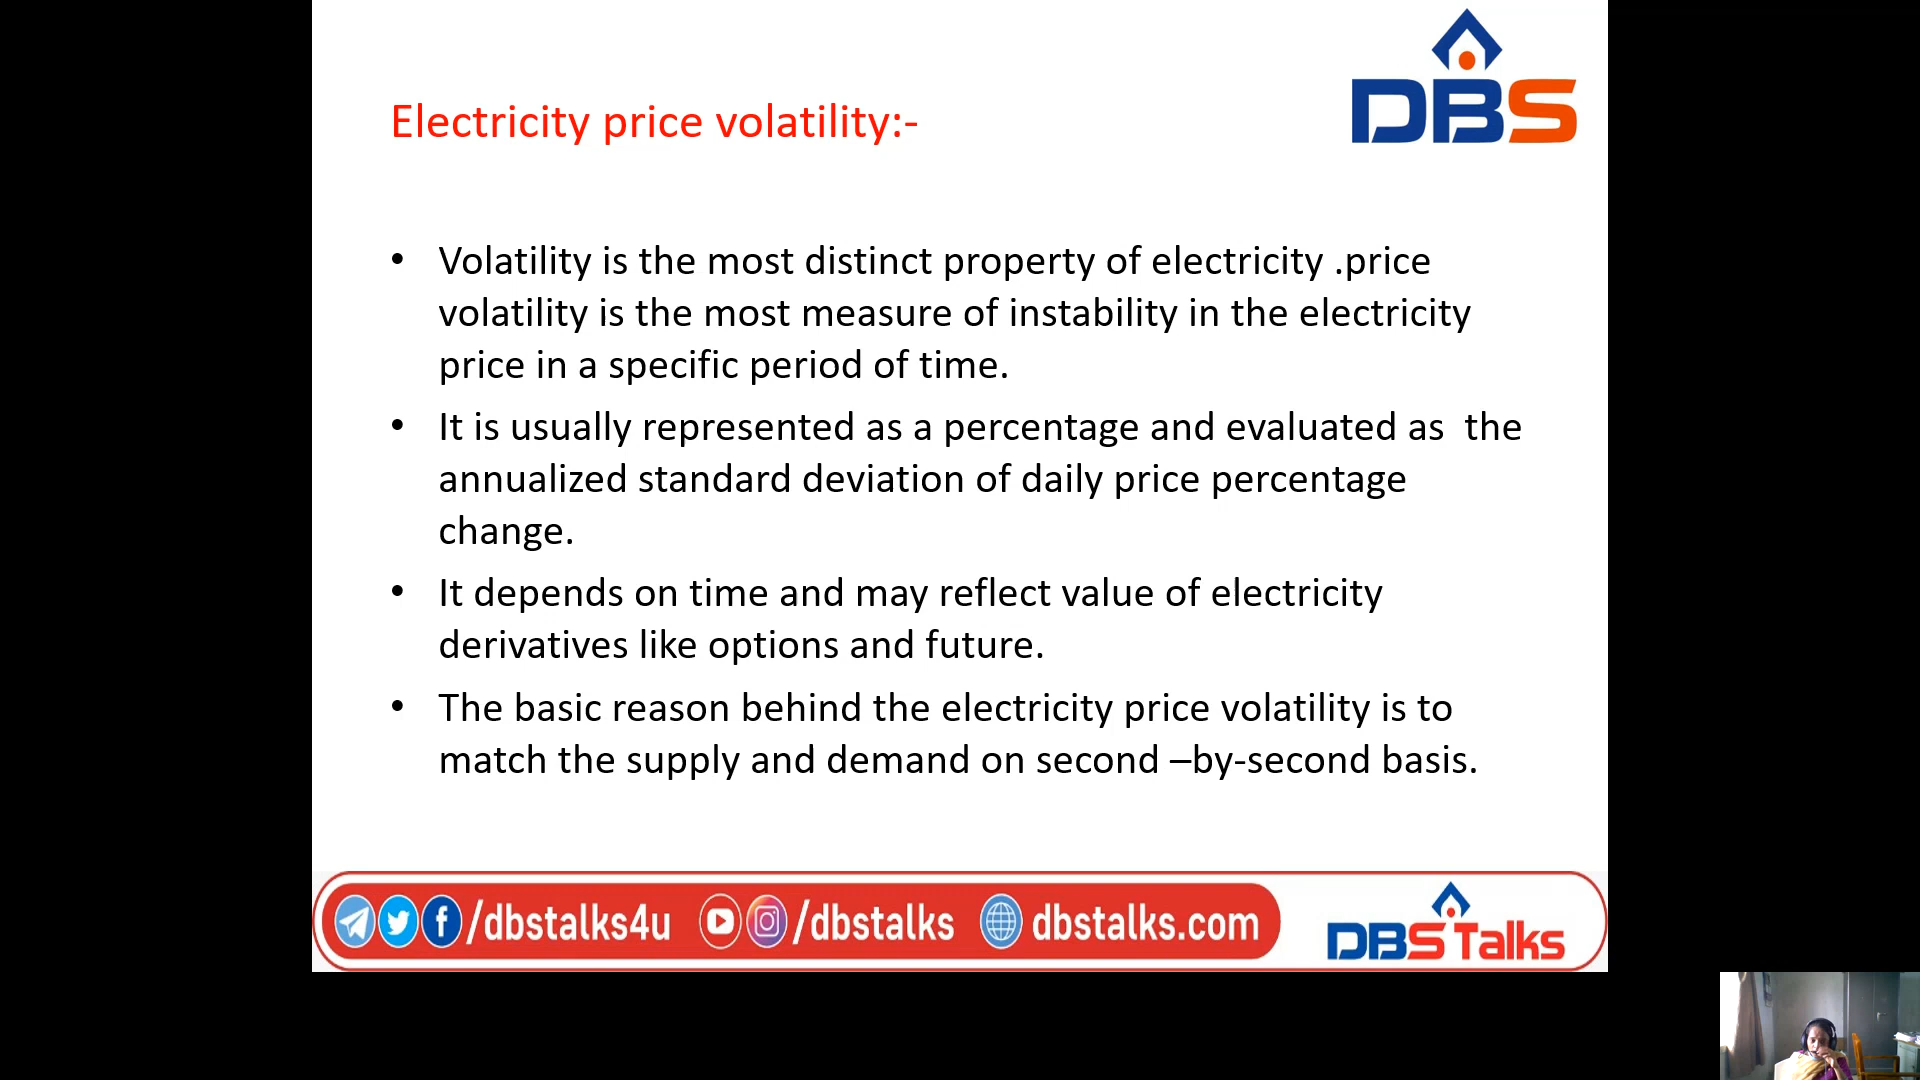 DBS
Electricity price volatility:-
• Volatility is the most distinct property of electricity .price
volatility is the most measure of instability in the electricity
price in a specific period of time.
• It is usually represented as a percentage and evaluated as  the
annualized standard deviation of daily price percentage
change.
• It depends on time and may reflect value of electricity
derivatives like options and future.
• The basic reason behind the electricity price volatility is to
match the supply and demand on second –by-second basis.
/dbstalks4u /dbstalks dbstalks.com DBS Talks